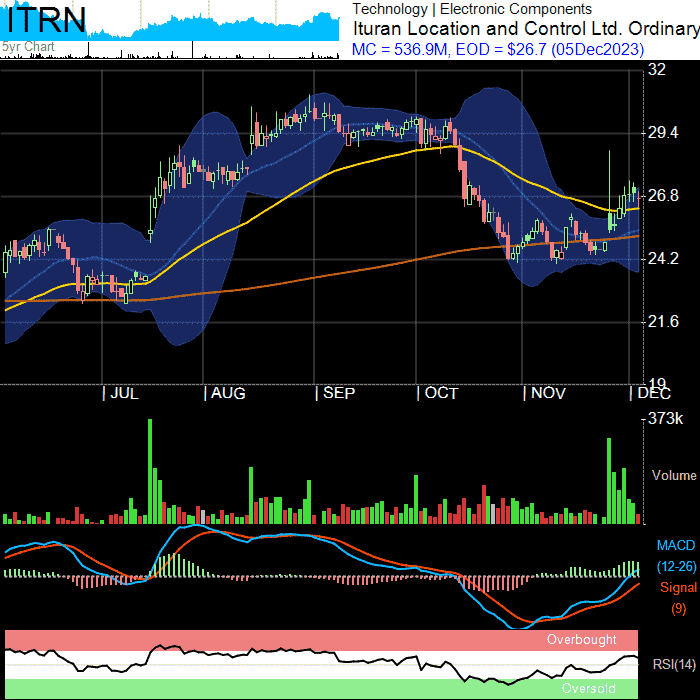 ITRN
Technology | Electronic Components
Ituran Location and Control Ltd. Ordinary
5yr Chart
MC = 536.9M, EOD = $26.7 (05Dec2023)
32
29.4
26.8
24.2
21.6
19
| JUL | AUG | SEP | OCT | NOV | DEC
373k
Volume
MACD
(12-26)
Signal
(9)
Overbought
RSI(14)
Oversold